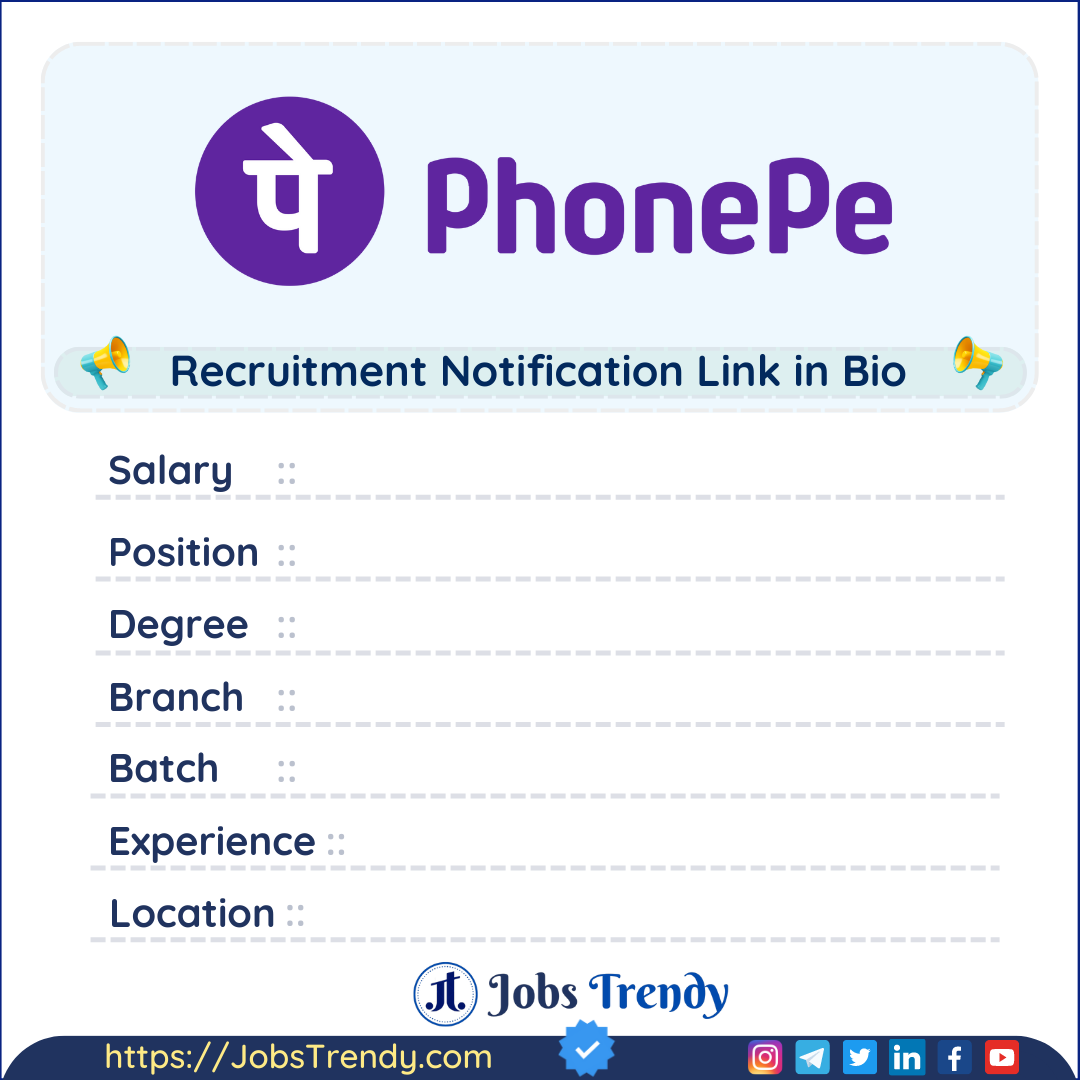 पे PhonePe
Recruitment Notification Link in Bio
Salary ::
Position ::
Degree ::
Branch ::
Batch ::
Experience ::
Location ::
JT Jobs Trendy
https://JobsTrendy.com